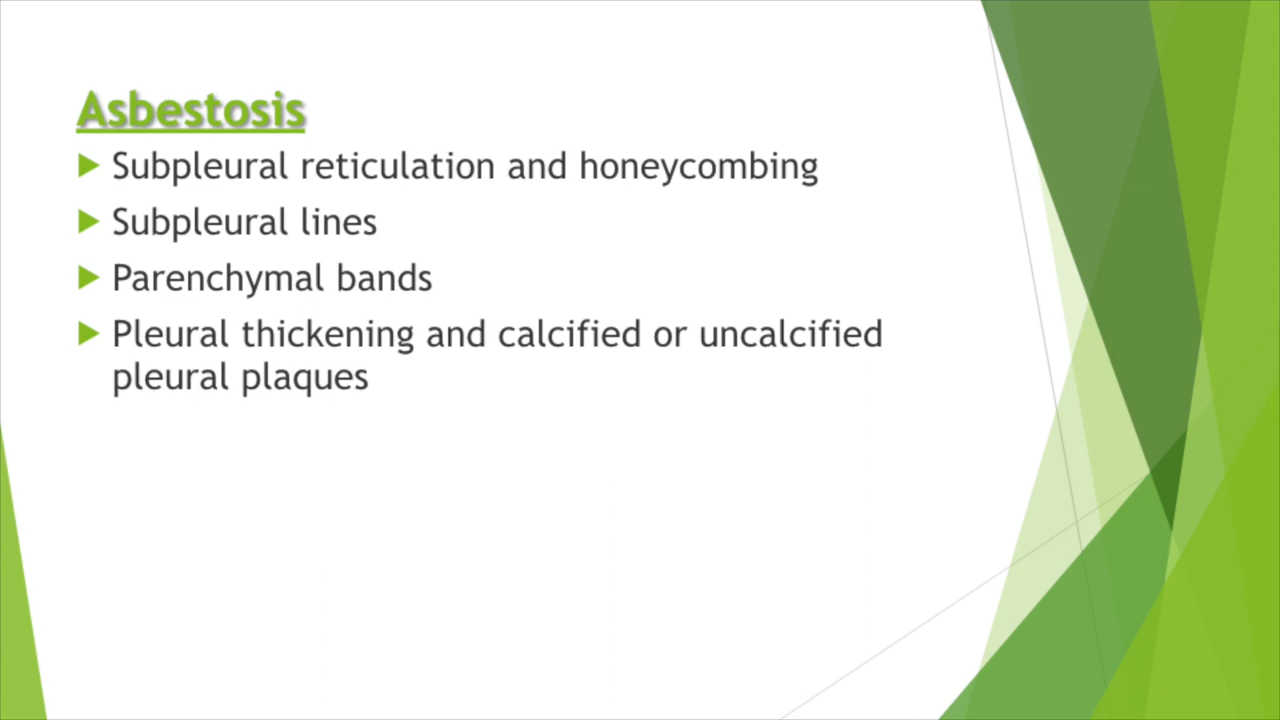 Asbestosis
Subpleural reticulation and honeycombing
Subpleural lines
Parenchymal bands
Pleural thickening and calcified or uncalcified
pleural plaques